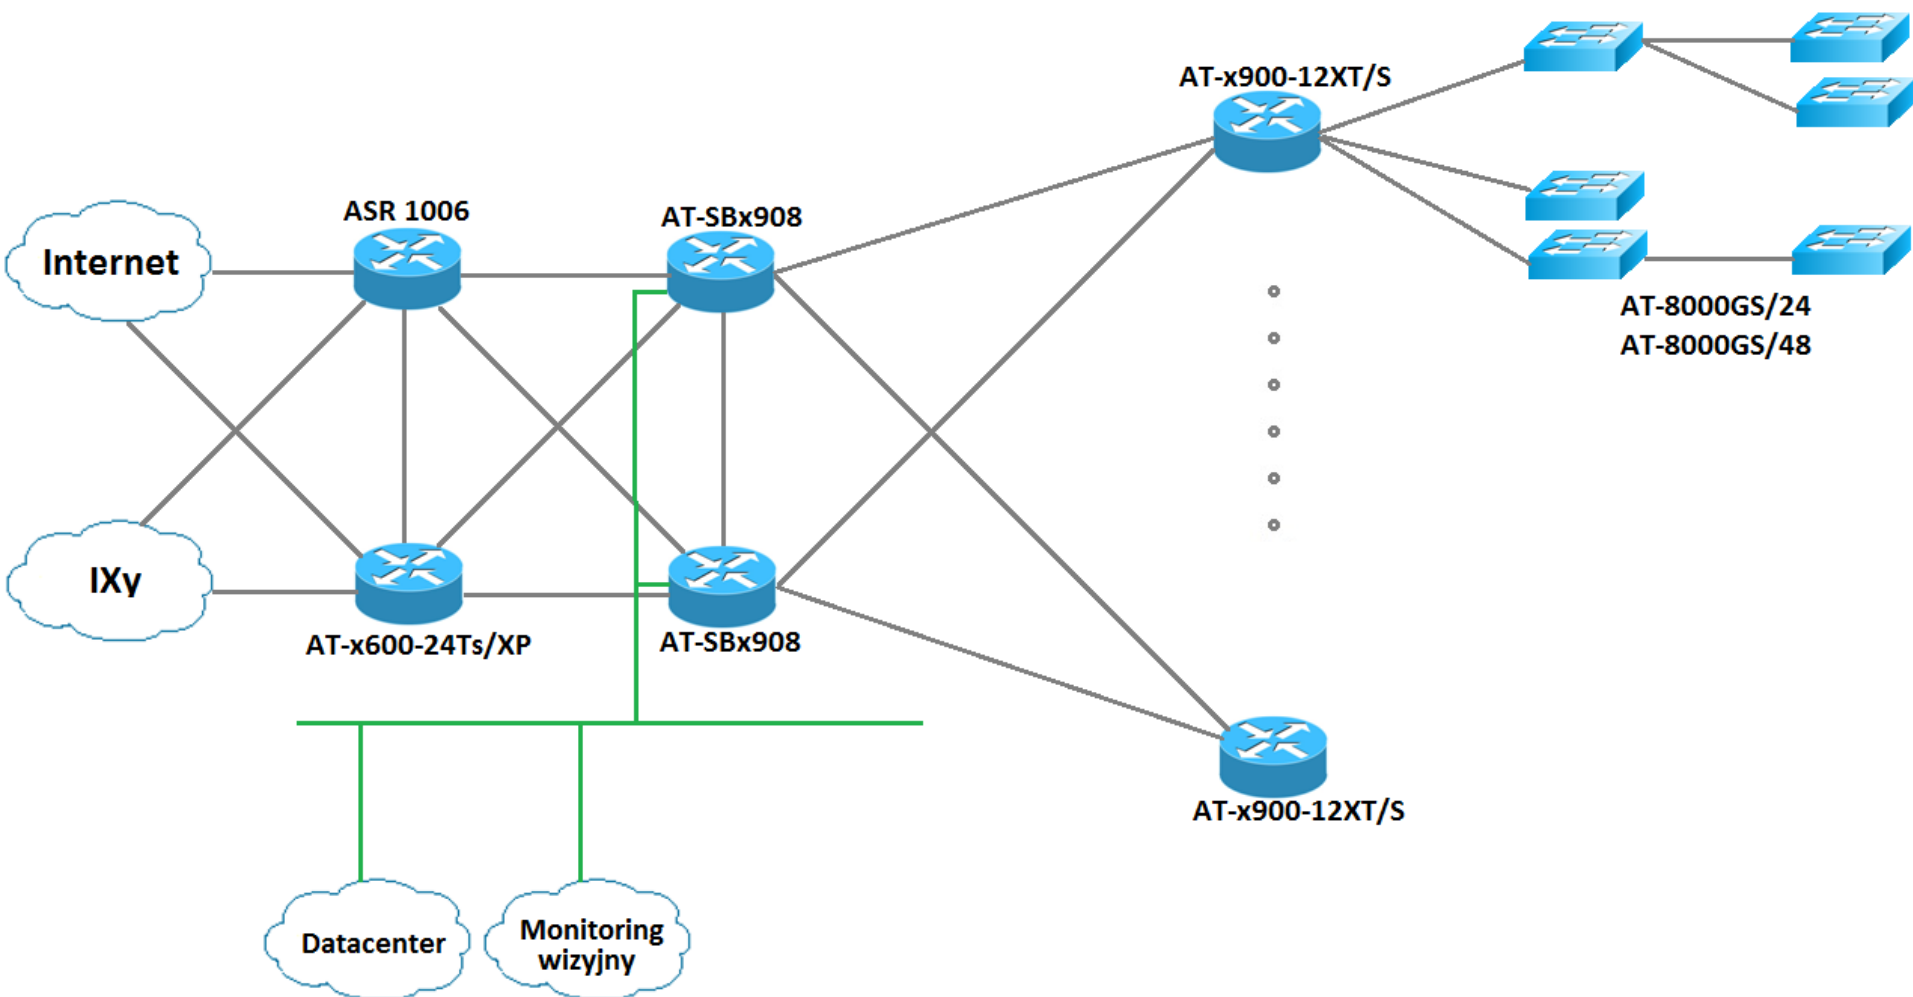 AT-x900-12XT/S
ASR 1006
AT-SBx908
Internet
AT-8000GS/24
AT-8000GS/48
IXy
AT-x600-24Ts/XP
AT-SBx908
AT-x900-12XT/S
Datacenter
Monitoring
wizyjny